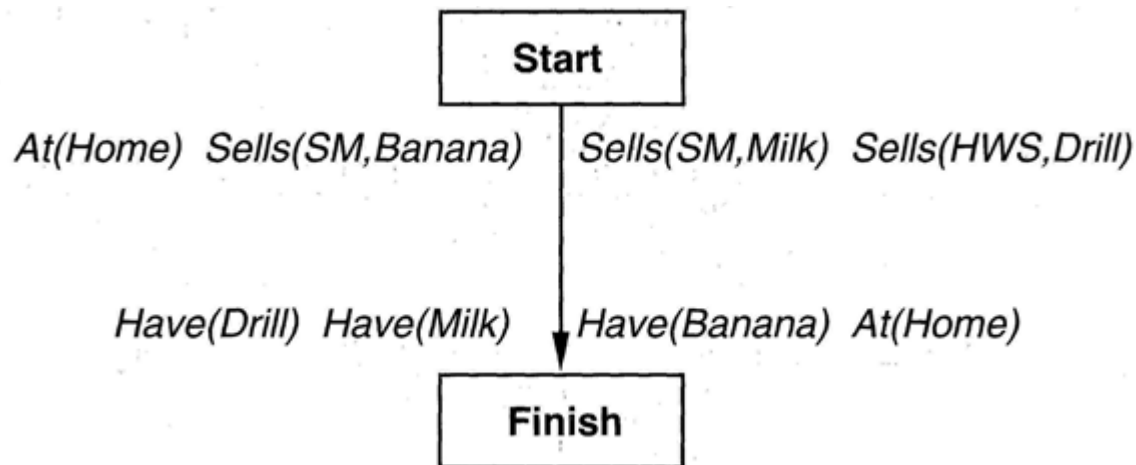 Start
At(Home) Sells(SM,Banana) Sells(SM,Milk) Sells(HWS,Drill)
Have(Drill) Have(Milk) Have(Banana) At(Home)
Finish